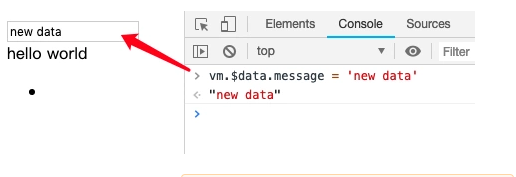 new data
hello world
Elements Console Sources
top Filter
> vm.$data.message = 'new data'
"new data"
>